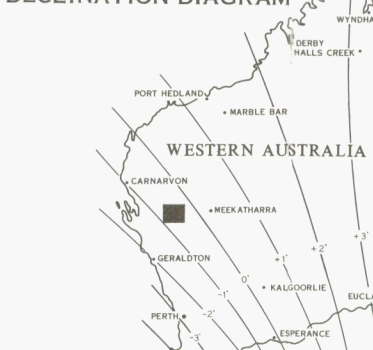 DECLINATION DIAGRAM
WYNDHA
DERBY
HALLS CREEK
PORT HEDLAND
MARBLE BAR
WESTERN AUSTRALIA
CARNARVON
MEEKATHARRA
+3°
+2°
GERALDTON
+1°
0°
KALGOORLIE
-1°
EUCLA
-2°
PERTH
ESPERANCE
-3°